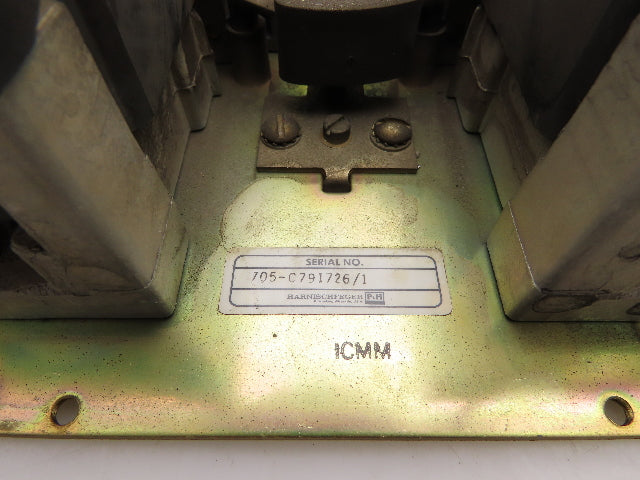 SERIAL NO.
705-C791726/1
HARNISCHFEGER P&H
ICMM